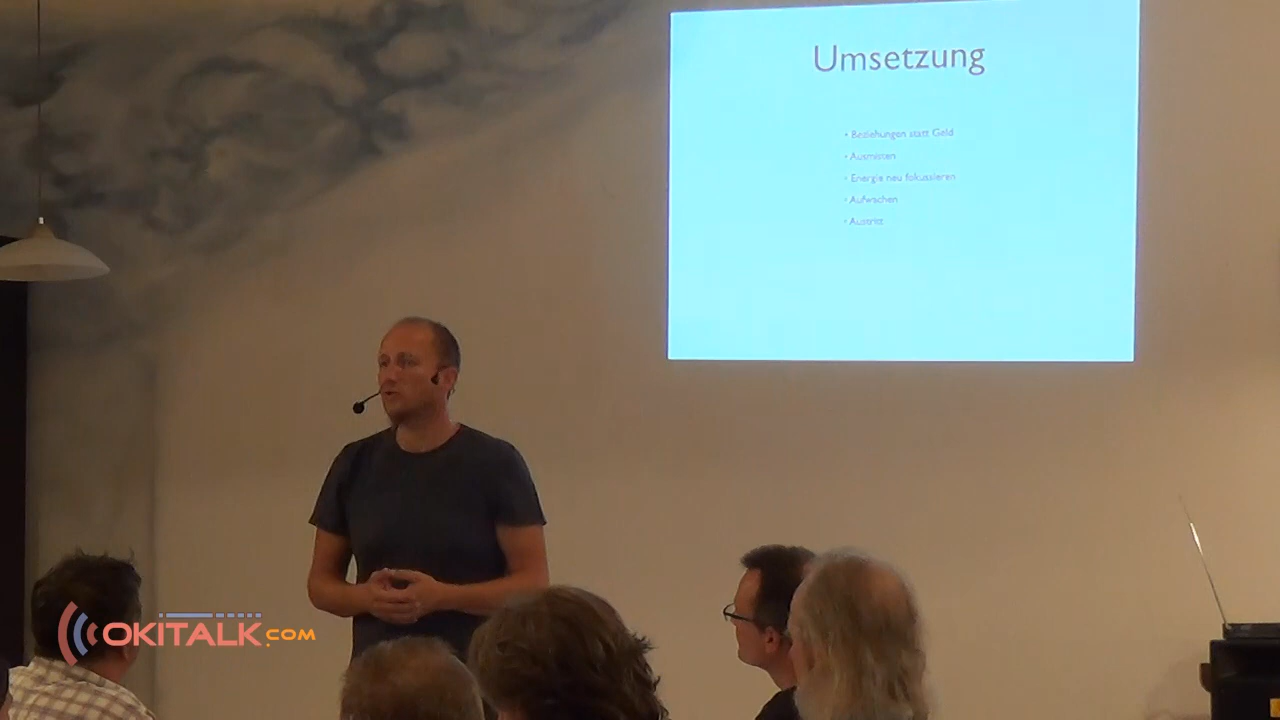 Umsetzung
• Beziehungen statt Geld
• Ausmisten
• Energie neu fokussieren
• Aufwachen
• Austritt
OKITALK.COM